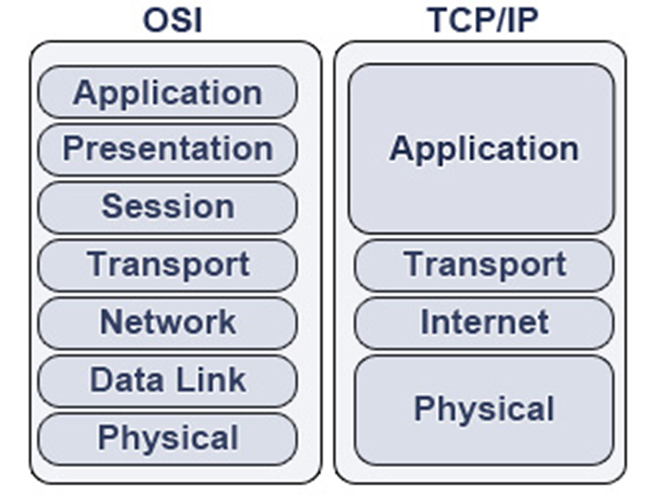 OSI
Application
Presentation
Session
Transport
Network
Data Link
Physical
TCP/IP
Application
Transport
Internet
Physical